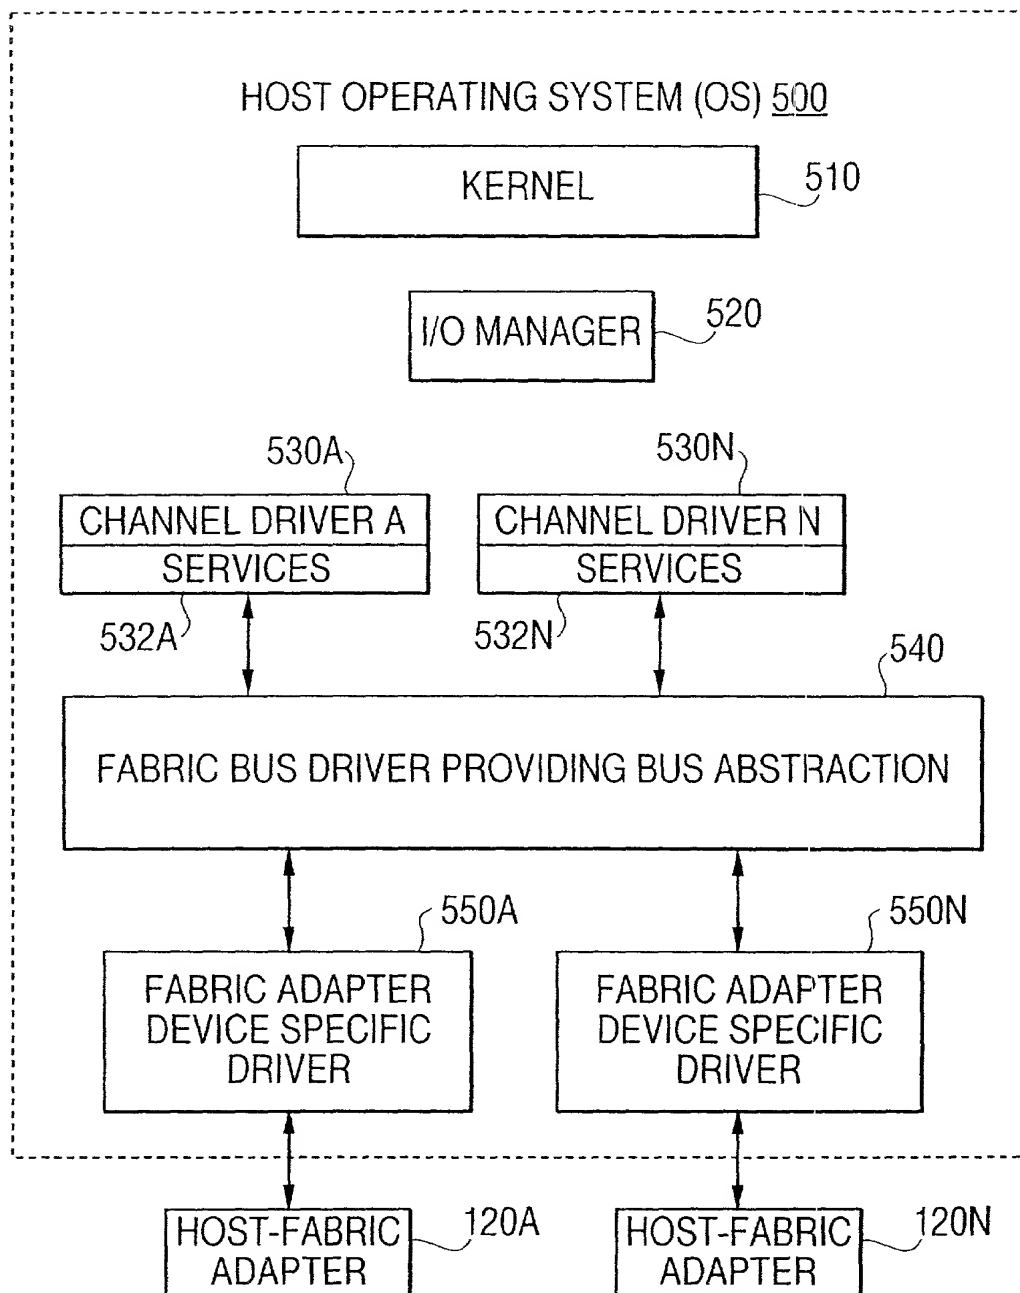 HOST OPERATING SYSTEM (OS) 500
KERNEL
510
I/O MANAGER
520
530A
530N
CHANNEL DRIVER A
CHANNEL DRIVER N
SERVICES
SERVICES
532A
532N
540
FABRIC BUS DRIVER PROVIDING BUS ABSTRACTION
550A
550N
FABRIC ADAPTER
DEVICE SPECIFIC
DRIVER
FABRIC ADAPTER
DEVICE SPECIFIC
DRIVER
HOST-FABRIC
ADAPTER
120A
HOST-FABRIC
ADAPTER
120N